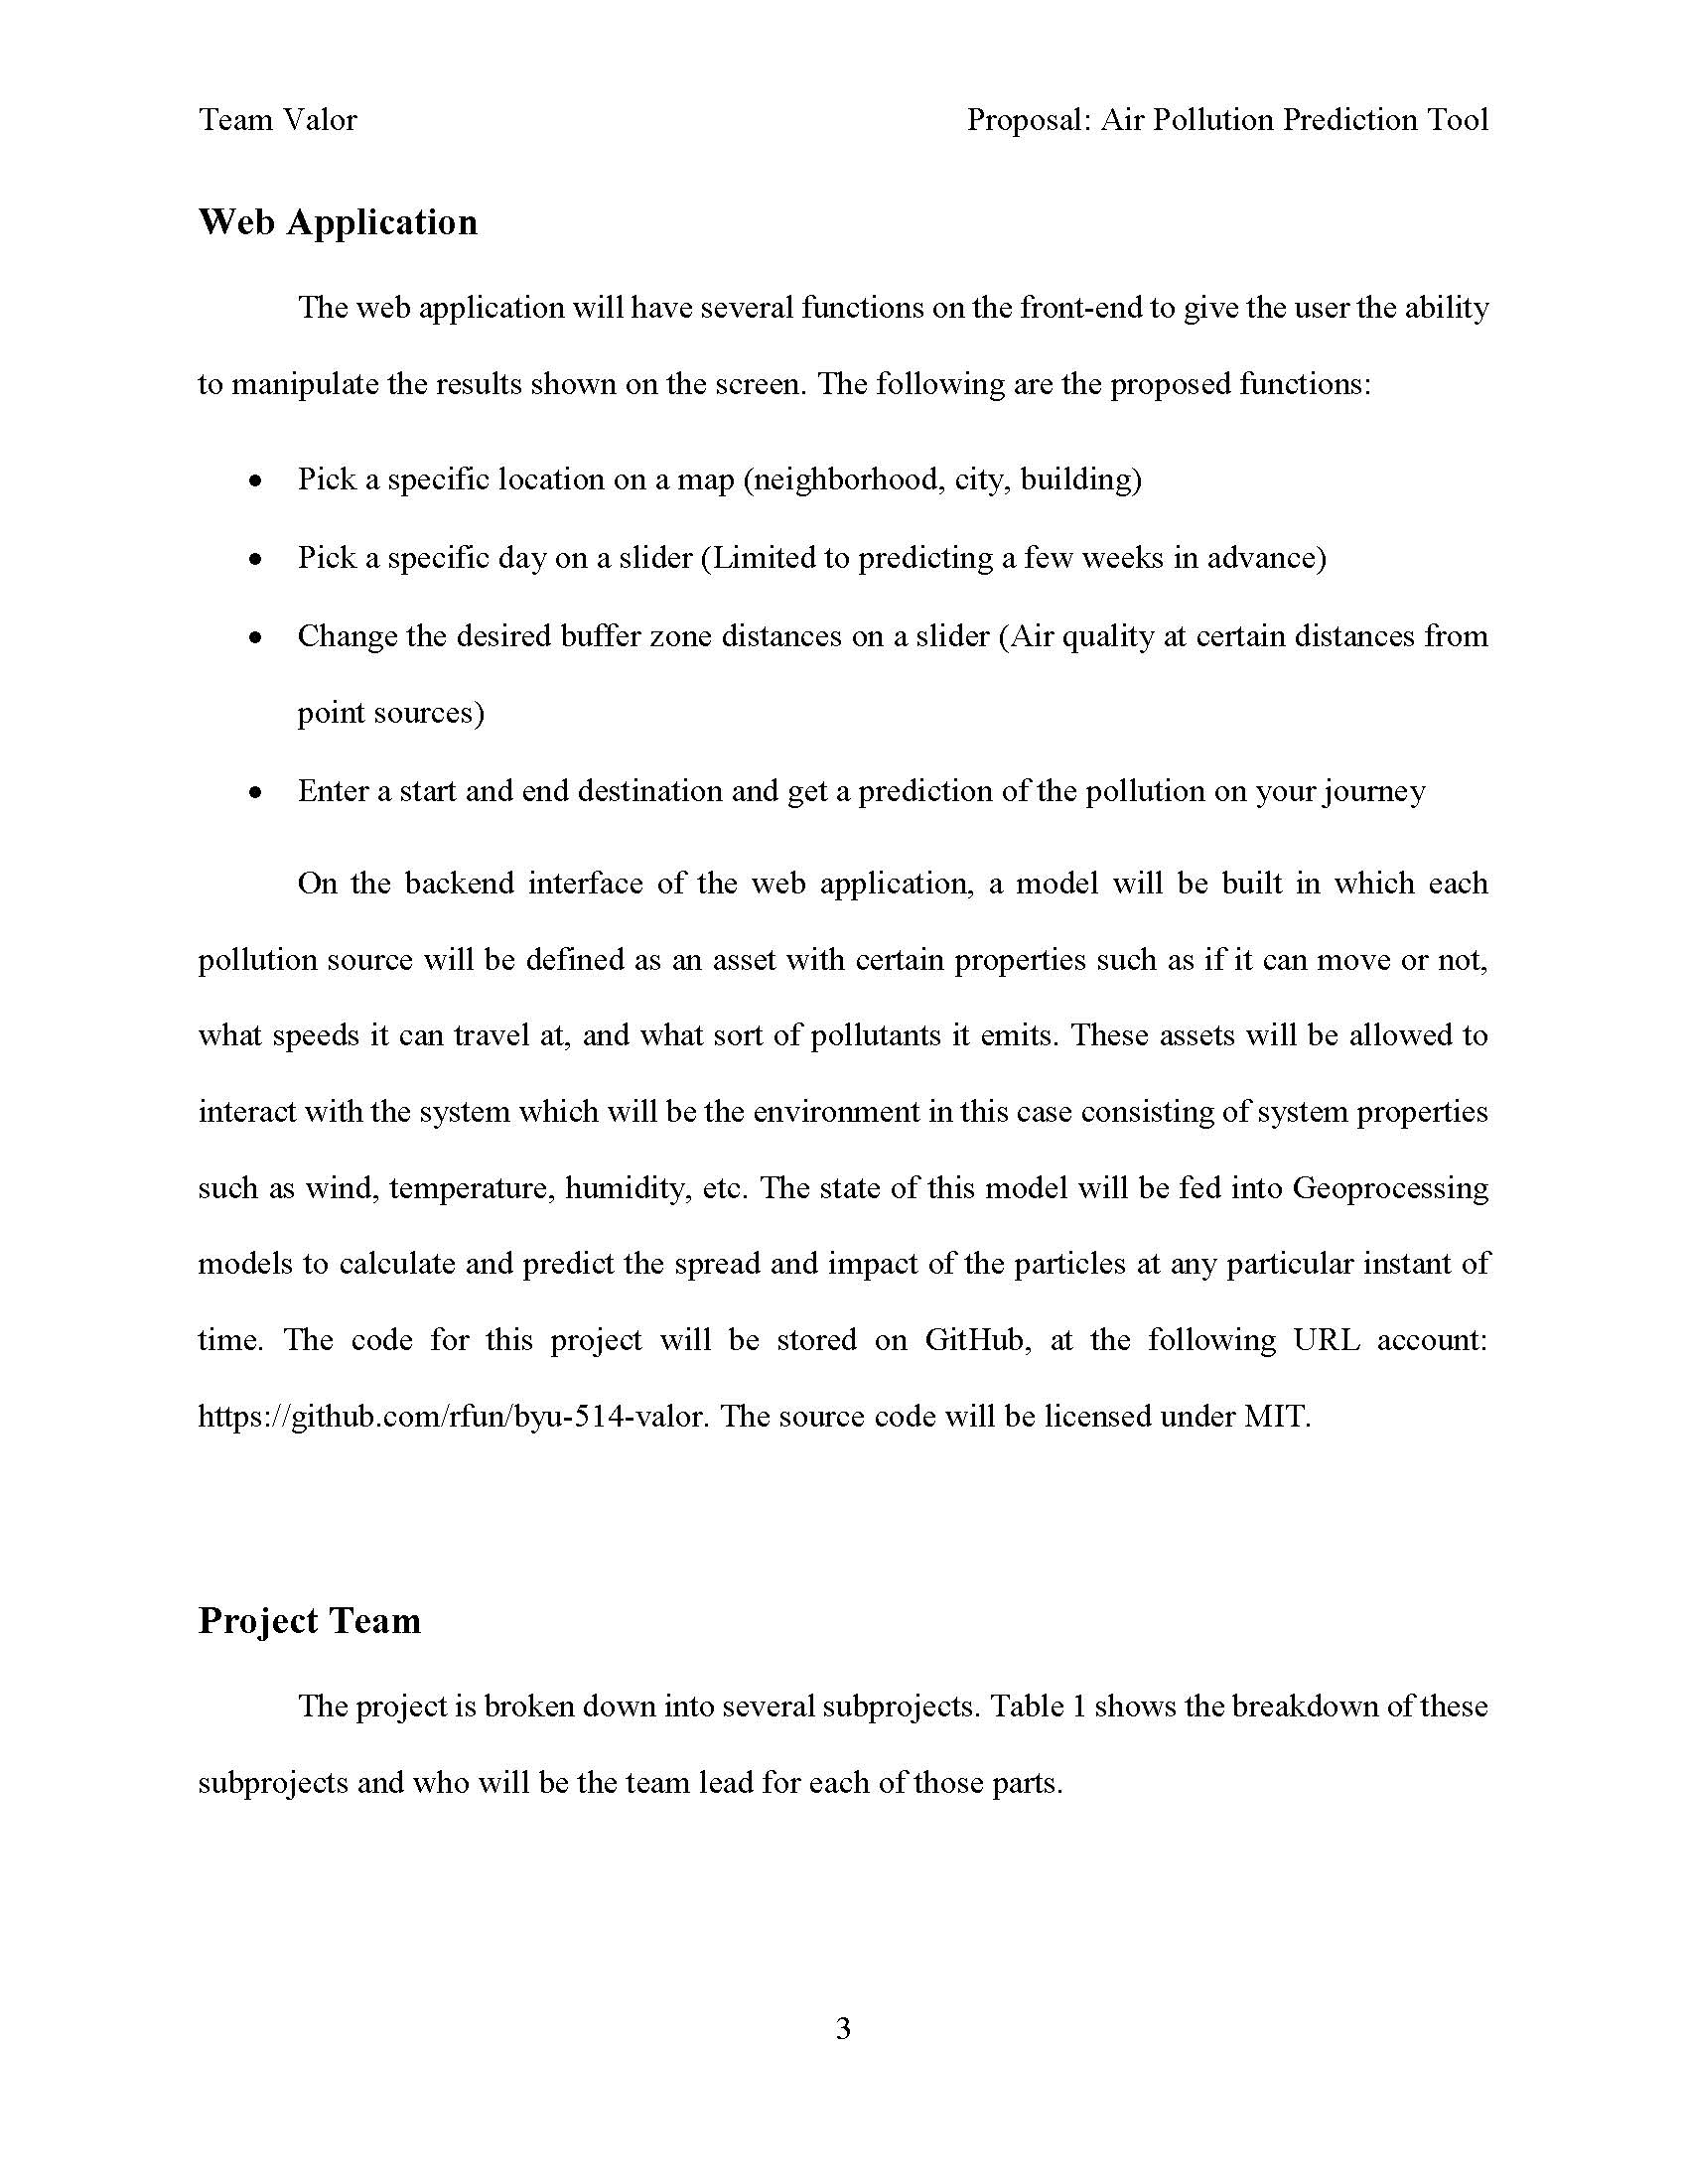 Team Valor Proposal: Air Pollution Prediction Tool
Web Application
The web application will have several functions on the front-end to give the user the ability
to manipulate the results shown on the screen. The following are the proposed functions:
• Pick a specific location on a map (neighborhood, city, building)
• Pick a specific day on a slider (Limited to predicting a few weeks in advance)
• Change the desired buffer zone distances on a slider (Air quality at certain distances from
point sources)
• Enter a start and end destination and get a prediction of the pollution on your journey
On the backend interface of the web application, a model will be built in which each
pollution source will be defined as an asset with certain properties such as if it can move or not,
what speeds it can travel at, and what sort of pollutants it emits. These assets will be allowed to
interact with the system which will be the environment in this case consisting of system properties
such as wind, temperature, humidity, etc. The state of this model will be fed into Geoprocessing
models to calculate and predict the spread and impact of the particles at any particular instant of
time. The code for this project will be stored on GitHub, at the following URL account:
https://github.com/rfun/byu-514-valor. The source code will be licensed under MIT.
Project Team
The project is broken down into several subprojects. Table 1 shows the breakdown of these
subprojects and who will be the team lead for each of those parts.
3